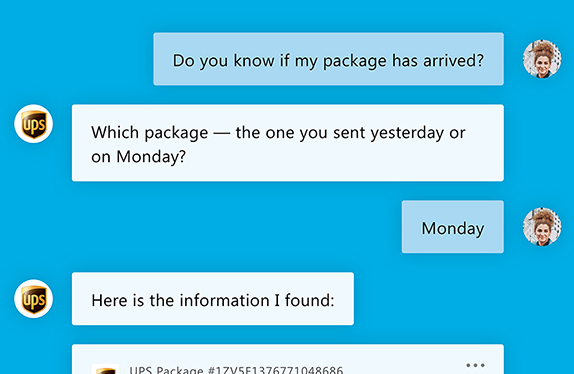 Do you know if my package has arrived?
ups
Which package — the one you sent yesterday or
on Monday?
Monday
ups
Here is the information I found:
UPS Package #1ZV5F1376771048686